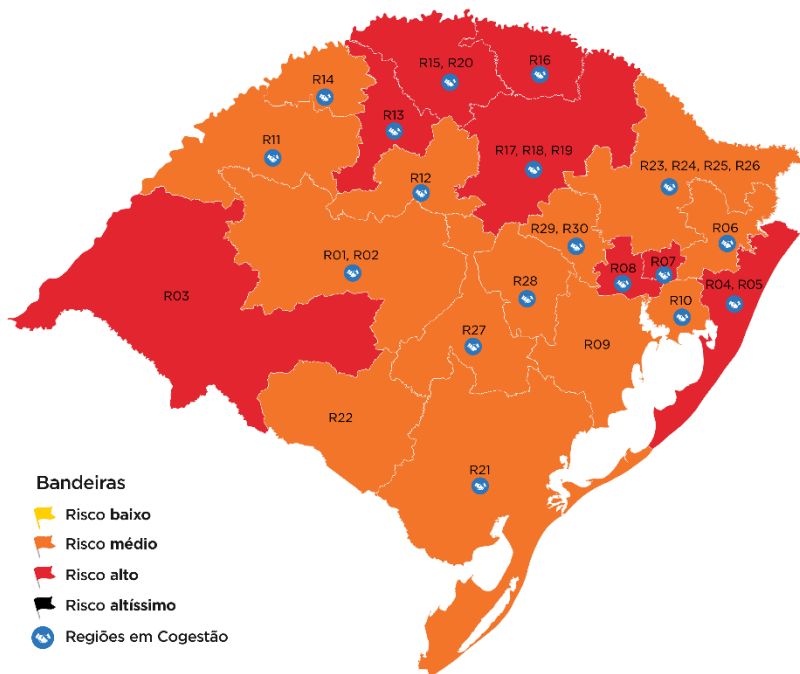 R15, R20
R16
R14
R13
R11
R17, R18, R19
R23, R24, R25, R26
R12
R29, R30
R06
R01, R02
R08
R07
R28
R04, R05
R03
R10
R27
R09
R22
R21
Bandeiras
Risco baixo
Risco médio
Risco alto
Risco altíssimo
Regiões em Cogestão